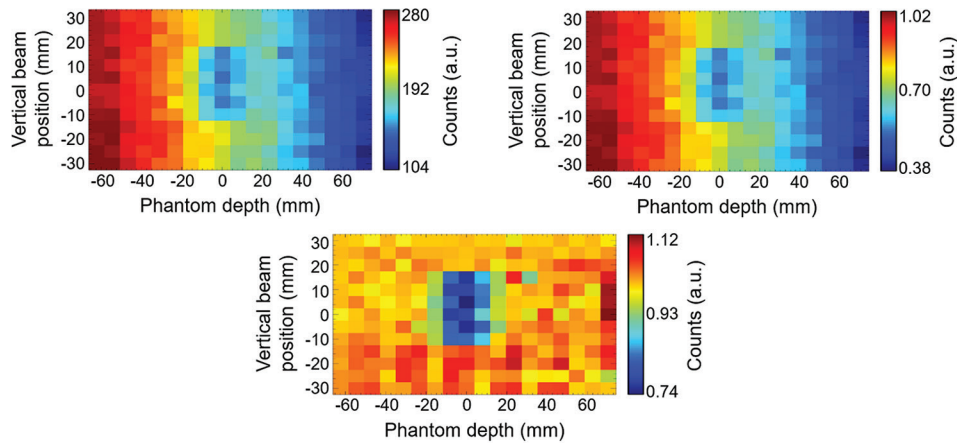 Vertical beam
position (mm)
30
20
10
0
-10
-20
-30
-60 -40 -20 0 20 40 60
Phantom depth (mm)
280
192
104
Counts (a.u.)
Vertical beam
position (mm)
30
20
10
0
-10
-20
-30
-60 -40 -20 0 20 40 60
Phantom depth (mm)
1.02
0.70
0.38
Counts (a.u.)
Vertical beam
position (mm)
30
20
10
0
-10
-20
-30
-60 -40 -20 0 20 40 60
Phantom depth (mm)
1.12
0.93
0.74
Counts (a.u.)